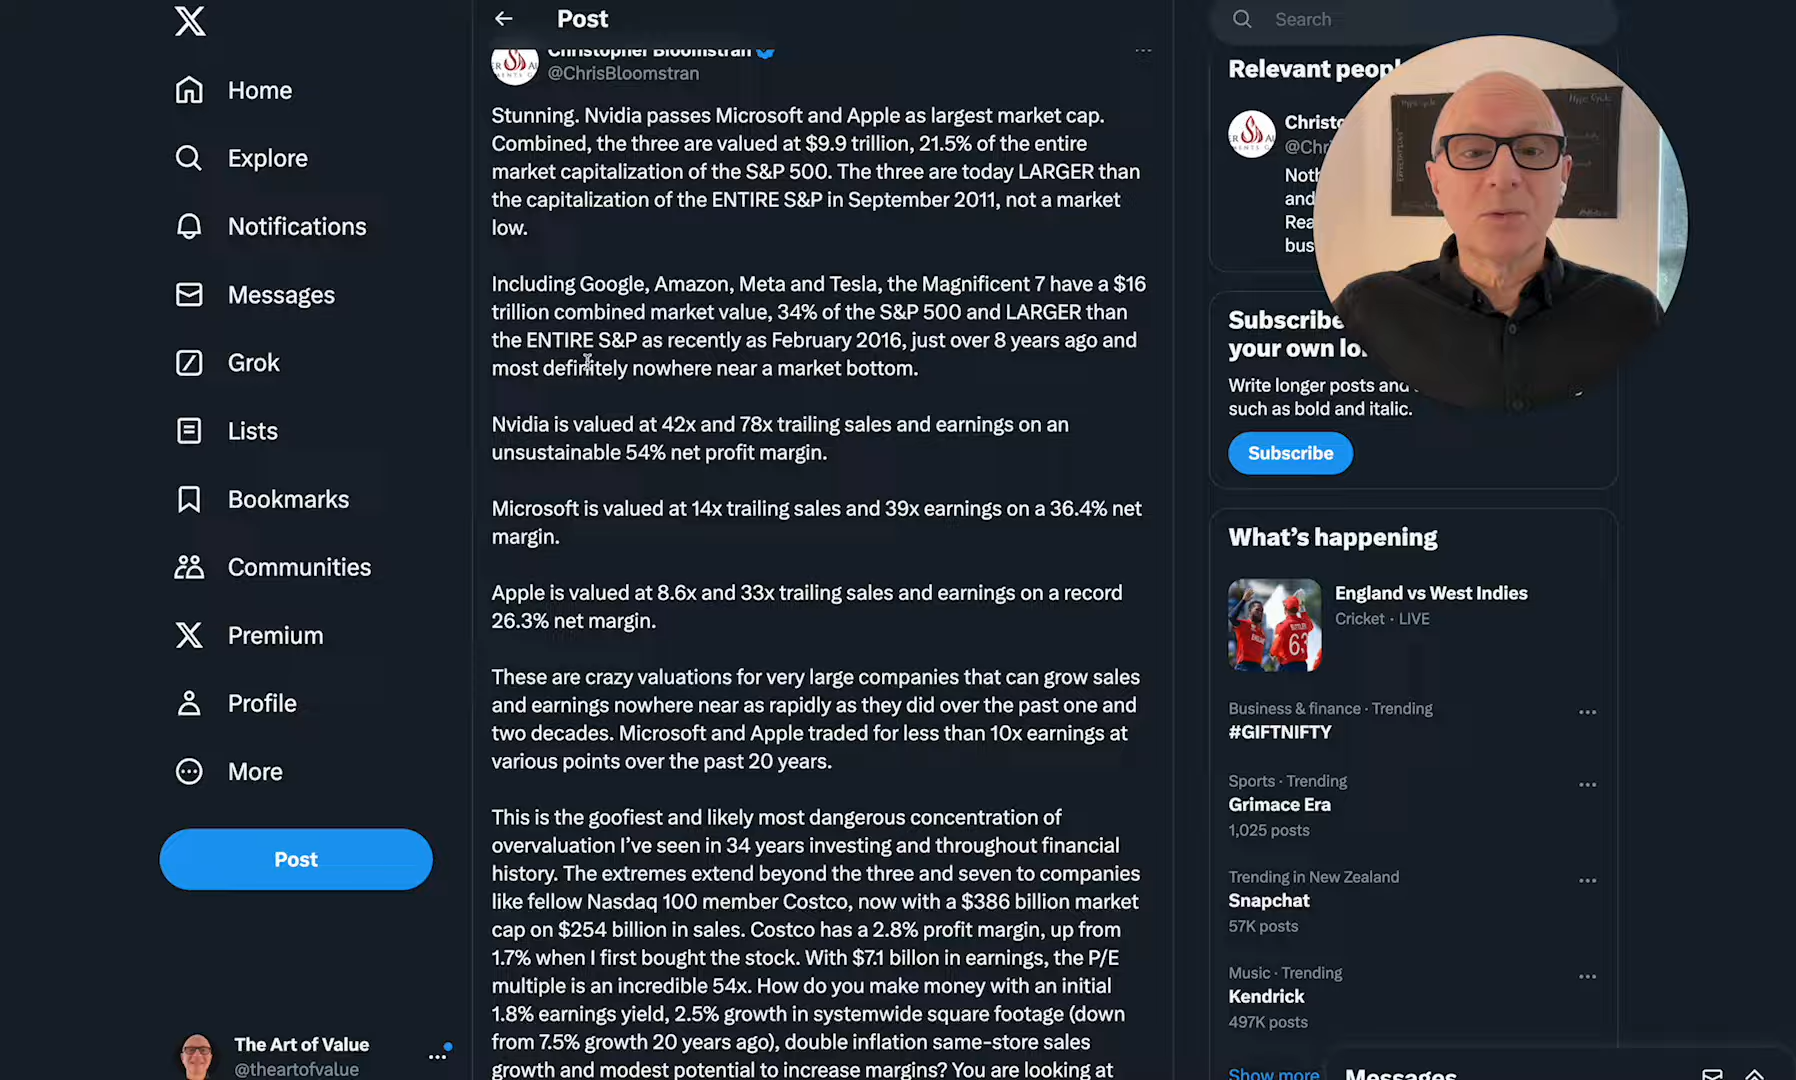 Home
Explore
Notifications
Messages
Grok
Lists
Bookmarks
Communities
Premium
Profile
More
Post
The Art of Value
@theartofvalue
Post
Christopher Bloomstran
@ChrisBloomstran
Stunning. Nvidia passes Microsoft and Apple as largest market cap.
Combined, the three are valued at $9.9 trillion, 21.5% of the entire
market capitalization of the S&P 500. The three are today LARGER than
the capitalization of the ENTIRE S&P in September 2011, not a market
low.
Including Google, Amazon, Meta and Tesla, the Magnificent 7 have a $16
trillion combined market value, 34% of the S&P 500 and LARGER than
the ENTIRE S&P as recently as February 2016, just over 8 years ago and
most definitely nowhere near a market bottom.
Nvidia is valued at 42x and 78x trailing sales and earnings on an
unsustainable 54% net profit margin.
Microsoft is valued at 14x trailing sales and 39x earnings on a 36.4% net
margin.
Apple is valued at 8.6x and 33x trailing sales and earnings on a record
26.3% net margin.
These are crazy valuations for very large companies that can grow sales
and earnings nowhere near as rapidly as they did over the past one and
two decades. Microsoft and Apple traded for less than 10x earnings at
various points over the past 20 years.
This is the goofiest and likely most dangerous concentration of
overvaluation I've seen in 34 years investing and throughout financial
history. The extremes extend beyond the three and seven to companies
like fellow Nasdaq 100 member Costco, now with a $386 billion market
cap on $254 billion in sales. Costco has a 2.8% profit margin, up from
1.7% when I first bought the stock. With $7.1 billon in earnings, the P/E
multiple is an incredible 54x. How do you make money with an initial
1.8% earnings yield, 2.5% growth in systemwide square footage (down
from 7.5% growth 20 years ago), double inflation same-store sales
growth and modest potential to increase margins? You are looking at
Search
Relevant peopl
Christo
@Chri
Noth
and
Rea
bus
Subscribe
your own lo
Write longer posts and
such as bold and italic.
Subscribe
What's happening
England vs West Indies
Cricket · LIVE
63
Business & finance · Trending
#GIFTNIFTY
Sports · Trending
Grimace Era
1,025 posts
Trending in New Zealand
Snapchat
57K posts
Music · Trending
Kendrick
497K posts
Show more
Messages